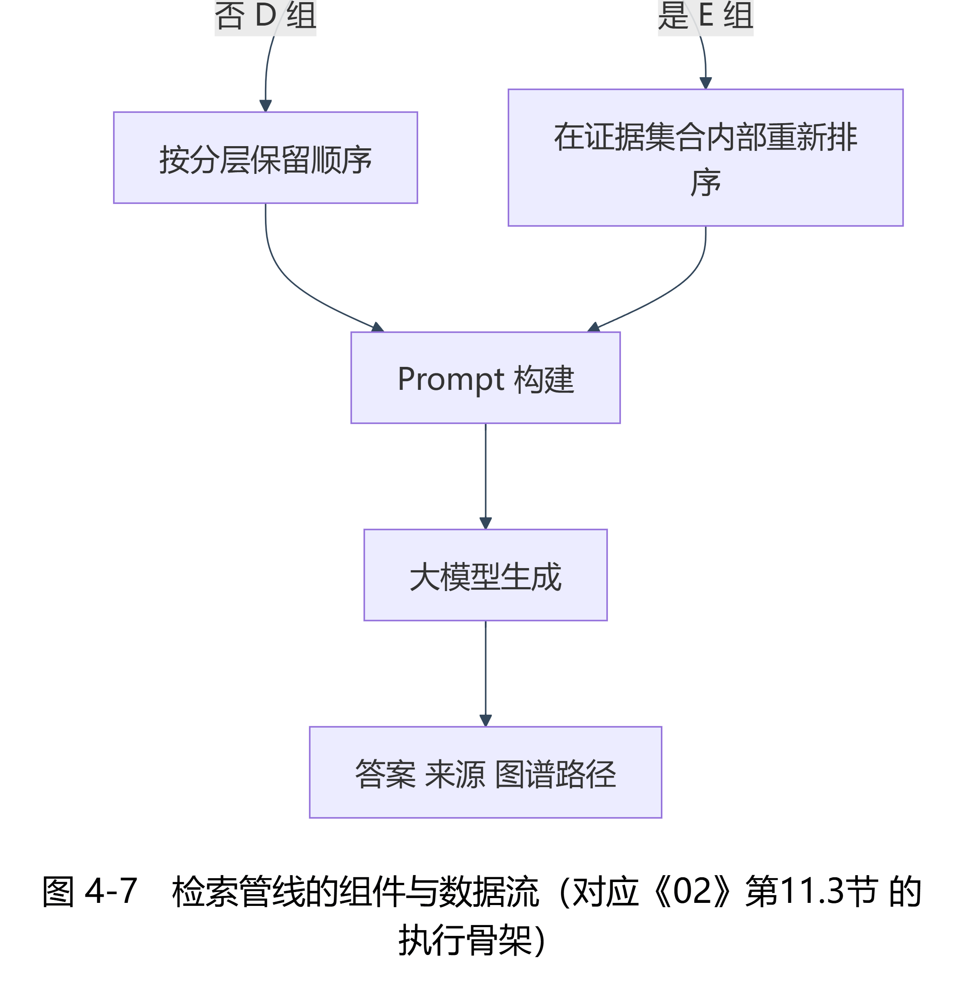 否 D 组
是 E 组
按分层保留顺序
在证据集合内部重新排
序
Prompt 构建
大模型生成
答案 来源 图谱路径
图 4-7 检索管线的组件与数据流（对应《02》第11.3节 的
执行骨架）